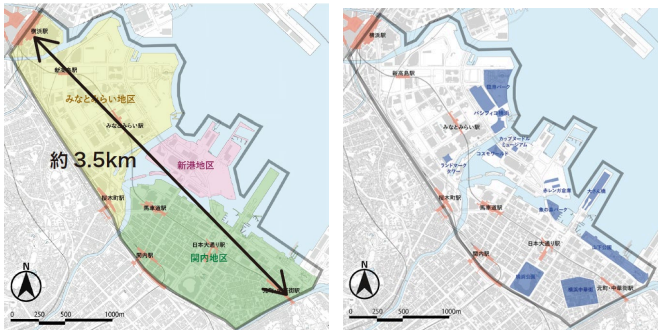 横浜駅
新高島駅
みなとみらい地区
みなとみらい駅
約 3.5km
新港地区
桜木町駅
馬車道駅
日本大通り駅
関内駅
関内地区
N
0 250 500 1000m
横浜駅
新高島駅
臨港パーク
パシフィコ横浜
みなとみらい駅
カップヌードル
ミュージアム
コスモワールド
ランドマーク
タワー
赤レンガ倉庫
大さん橋
象の鼻パーク
桜木町駅
馬車道駅
山下公園
日本大通り駅
関内駅
横浜中華街
元町・中華街駅
N
0 250 500 1000m